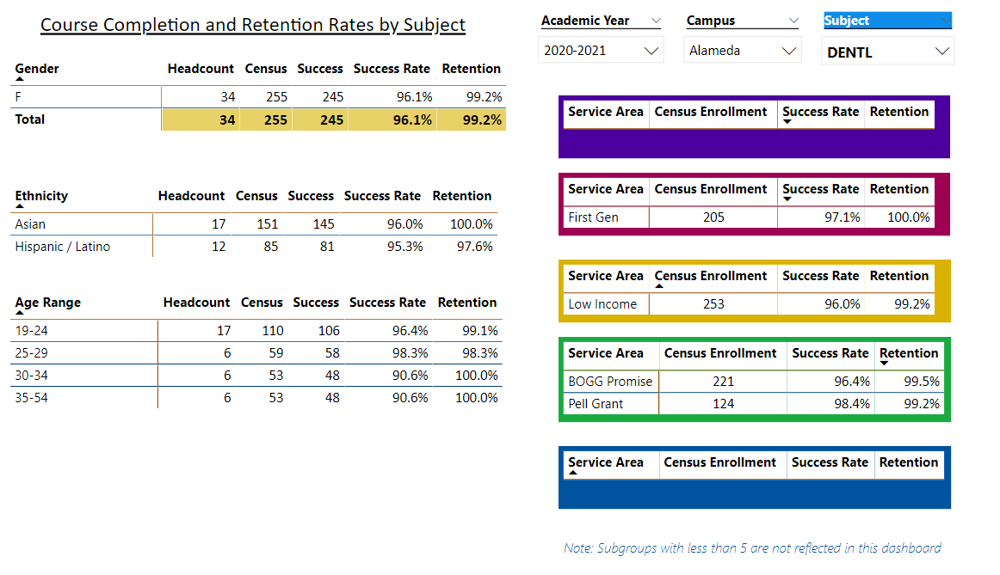 Course Completion and Retention Rates by Subject
Academic Year
Campus
Subject
2020-2021
Alameda
DENTL
Gender Headcount Census Success Success Rate Retention
F 34 255 245 96.1% 99.2%
Total 34 255 245 96.1% 99.2%
Ethnicity Headcount Census Success Success Rate Retention
Asian 17 151 145 96.0% 100.0%
Hispanic / Latino 12 85 81 95.3% 97.6%
Age Range Headcount Census Success Success Rate Retention
19-24 17 110 106 96.4% 99.1%
25-29 6 59 58 98.3% 98.3%
30-34 6 53 48 90.6% 100.0%
35-54 6 53 48 90.6% 100.0%
Service Area Census Enrollment Success Rate Retention
Service Area Census Enrollment Success Rate Retention
First Gen 205 97.1% 100.0%
Service Area Census Enrollment Success Rate Retention
Low Income 253 96.0% 99.2%
Service Area Census Enrollment Success Rate Retention
BOGG Promise 221 96.4% 99.5%
Pell Grant 124 98.4% 99.2%
Service Area Census Enrollment Success Rate Retention
Note: Subgroups with less than 5 are not reflected in this dashboard